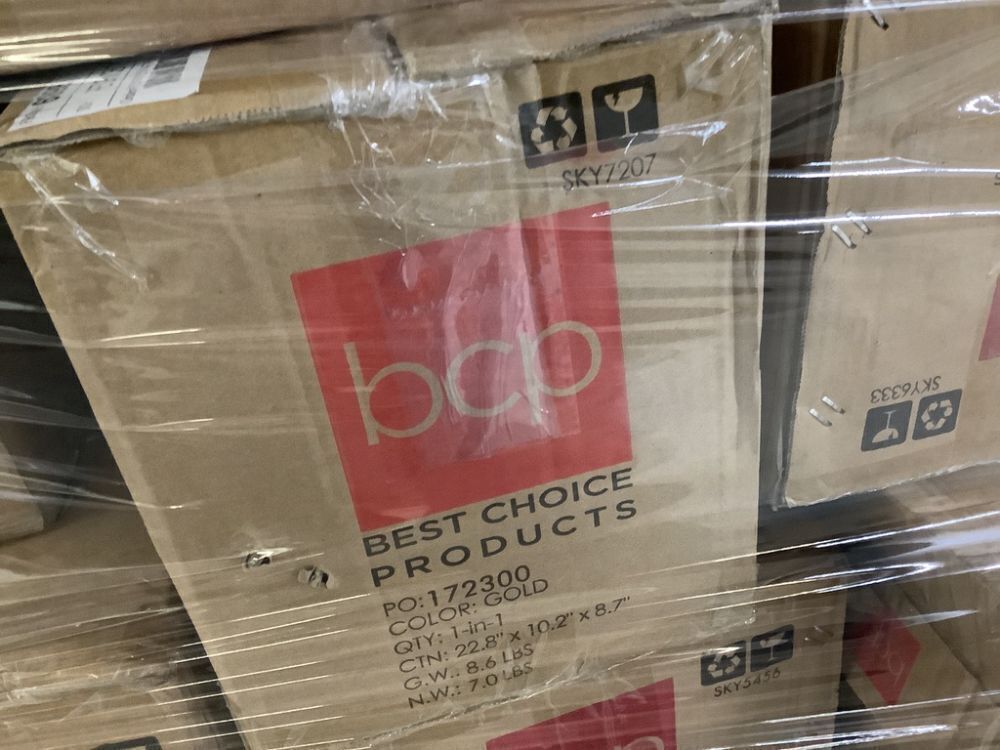 SKY7207
bcp
BEST CHOICE
PRODUCTS
PO: 172300
COLOR: GOLD
QTY: 1-in-1
CTN: 22.8" x 10.2" x 8.7"
G.W.: 8.6 LBS
N.W.: 7.0 LBS
SKY6333
SKY5456
bcp